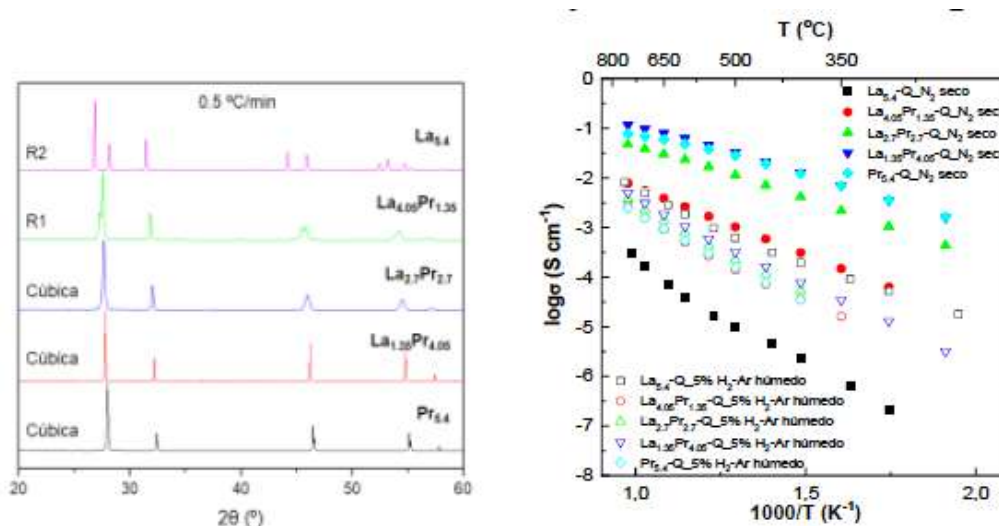 0.5 ºC/min
La5.4
R2
La4.05Pr1.35
R1
La2.7Pr2.7
Cúbica
La1.35Pr4.05
Cúbica
Pr5.4
Cúbica
20 30 40 50 60
2θ (º)
T (ºC)
800 650 500 350
La5.4-Q_N2 seco
La4.05Pr1.35-Q_N2 sec
La2.7Pr2.7-Q_N2 seco
La1.35Pr4.05-Q_N2 sec
Pr5.4-Q_N2 seco
0
-1
-2
-3
-4
-5
-6
-7
-8
logσ (S cm-1)
La5.4-Q_5% H2-Ar húmedo
La4.05Pr1.35-Q_5% H2-Ar húmedo
La2.7Pr2.7-Q_5% H2-Ar húmedo
La1.35Pr4.05-Q_5% H2-Ar húmedo
Pr5.4-Q_5% H2-Ar húmedo
1,0 1,5 2,0
1000/T (K-1)